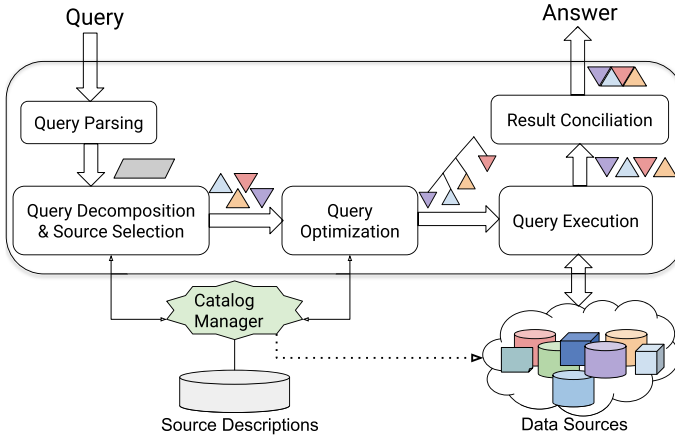 Query
Answer
Query Parsing
Result Conciliation
Query Decomposition
& Source Selection
Query
Optimization
Query Execution
Catalog
Manager
Source Descriptions
Data Sources